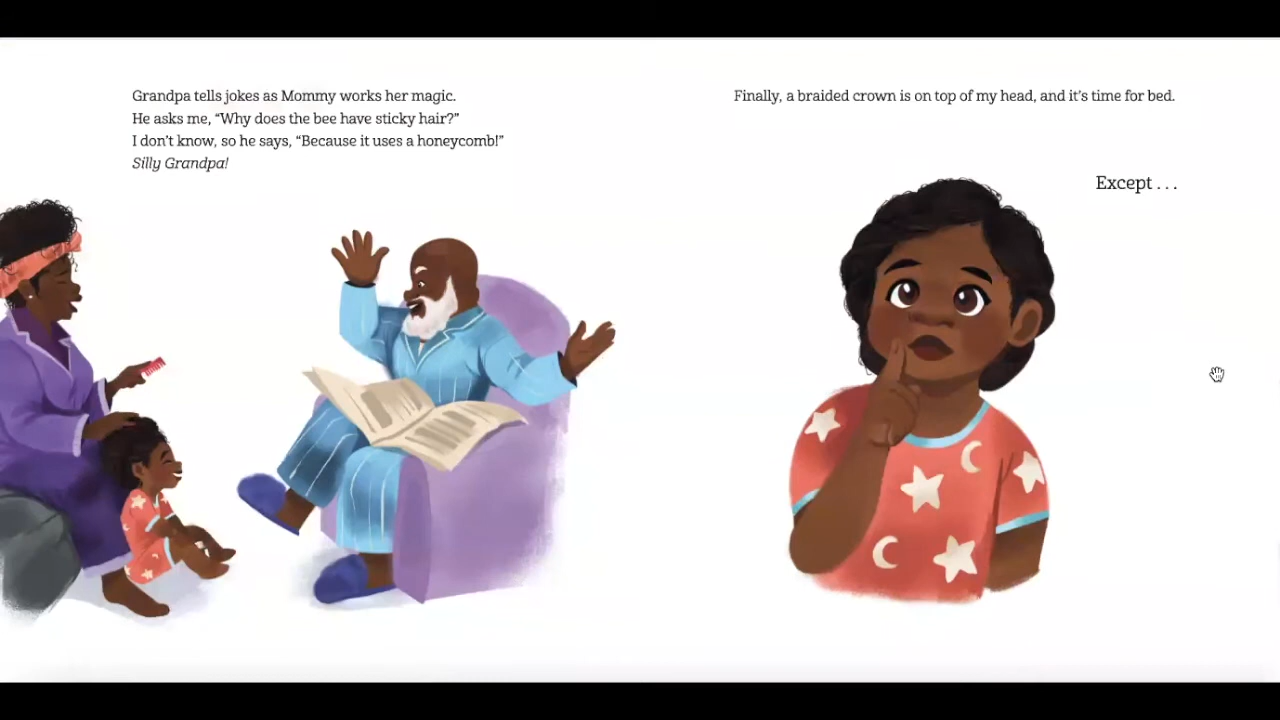 Grandpa tells jokes as Mommy works her magic.
He asks me, “Why does the bee have sticky hair?”
I don’t know, so he says, “Because it uses a honeycomb!”
Silly Grandpa!
Finally, a braided crown is on top of my head, and it’s time for bed.
Except . . .